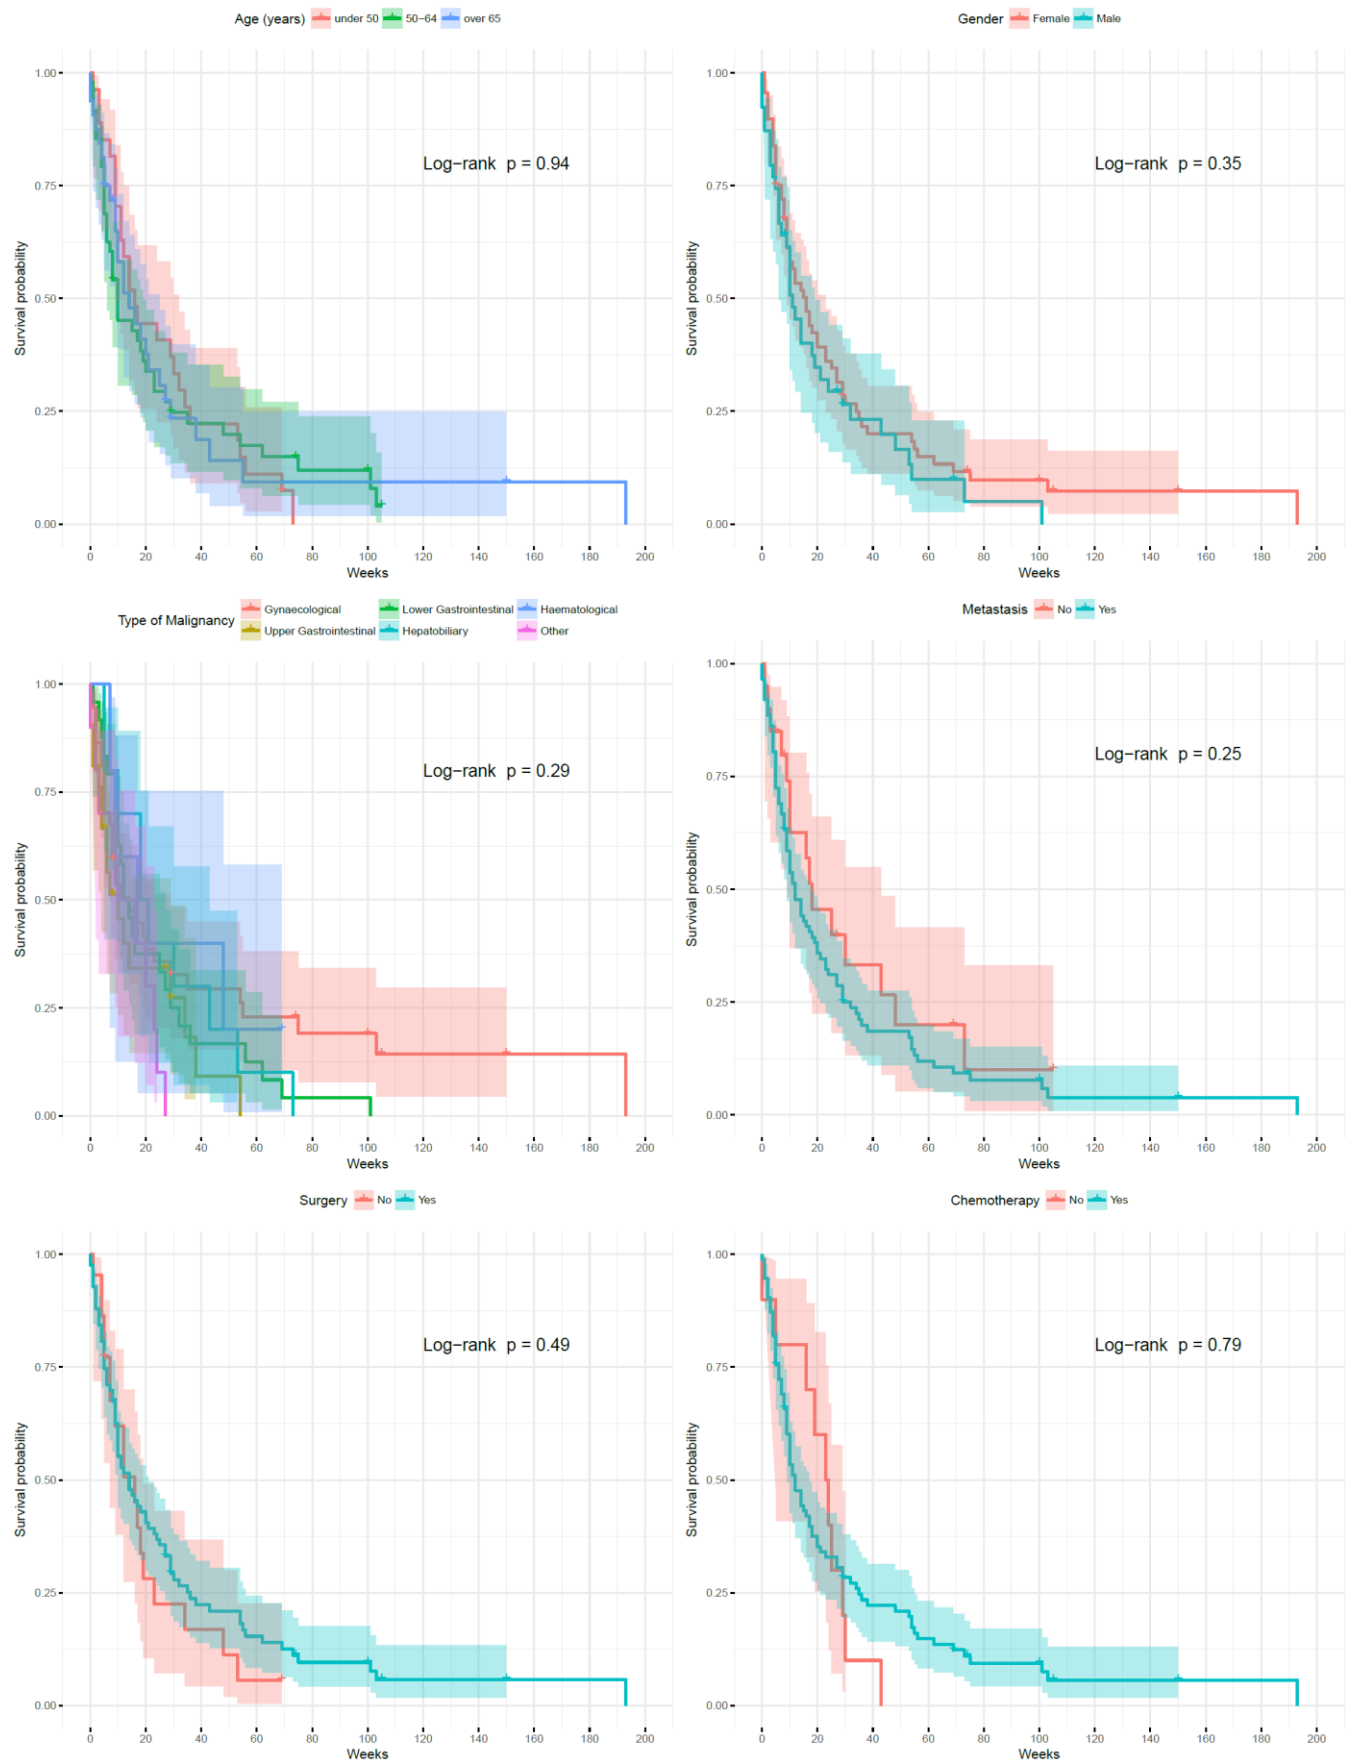 Age (years) under 50 50−64 over 65
Gender Female Male
1.00
0.75
0.50
0.25
0.00
Survival probability
Log−rank p = 0.94
0 20 40 60 80 100 120 140 160 180 200
Weeks
1.00
0.75
0.50
0.25
0.00
Survival probability
Log−rank p = 0.35
0 20 40 60 80 100 120 140 160 180 200
Weeks
Type of Malignancy
Gynaecological Lower Gastrointestinal Haematological
Upper Gastrointestinal Hepatobiliary Other
1.00
0.75
0.50
0.25
0.00
Survival probability
Log−rank p = 0.29
0 20 40 60 80 100 120 140 160 180 200
Weeks
Metastasis No Yes
1.00
0.75
0.50
0.25
0.00
Survival probability
Log−rank p = 0.25
0 20 40 60 80 100 120 140 160 180 200
Weeks
Surgery No Yes
1.00
0.75
0.50
0.25
0.00
Survival probability
Log−rank p = 0.49
0 20 40 60 80 100 120 140 160 180 200
Weeks
Chemotherapy No Yes
1.00
0.75
0.50
0.25
0.00
Survival probability
Log−rank p = 0.79
0 20 40 60 80 100 120 140 160 180 200
Weeks